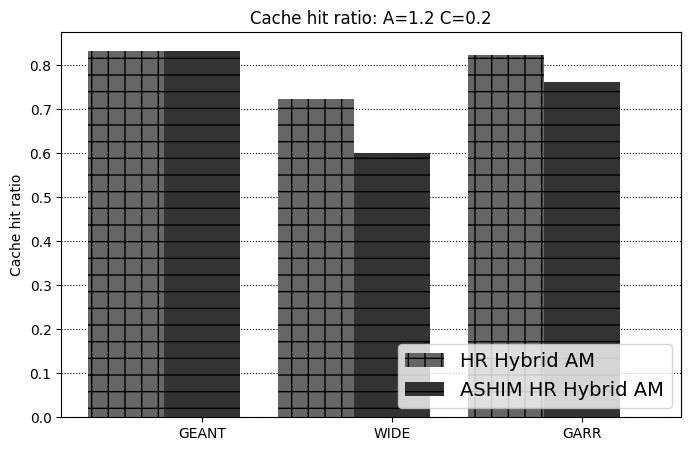 Cache hit ratio: A=1.2 C=0.2
Cache hit ratio
0.8
0.7
0.6
0.5
0.4
0.3
0.2
0.1
0.0
HR Hybrid AM
ASHIM HR Hybrid AM
GEANT
WIDE
GARR